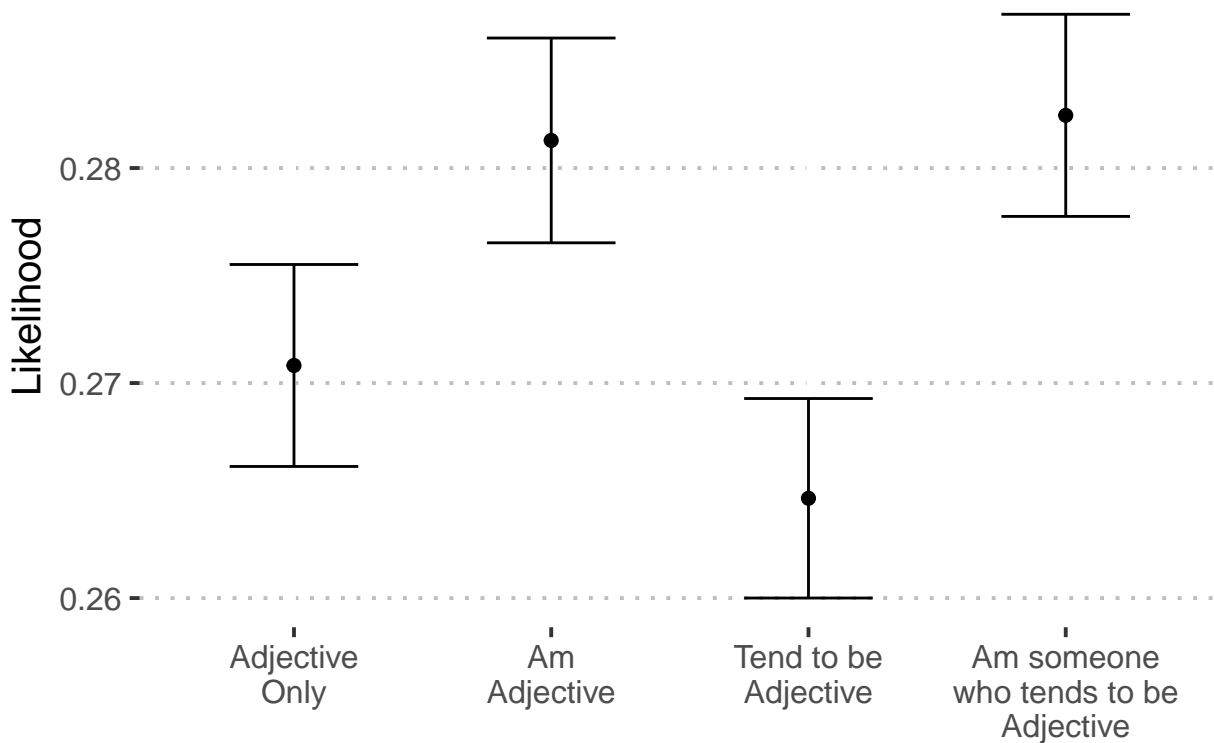 Likelihood
0.28
0.27
0.26
Adjective
Only
Am
Adjective
Tend to be
Adjective
Am someone
who tends to be
Adjective